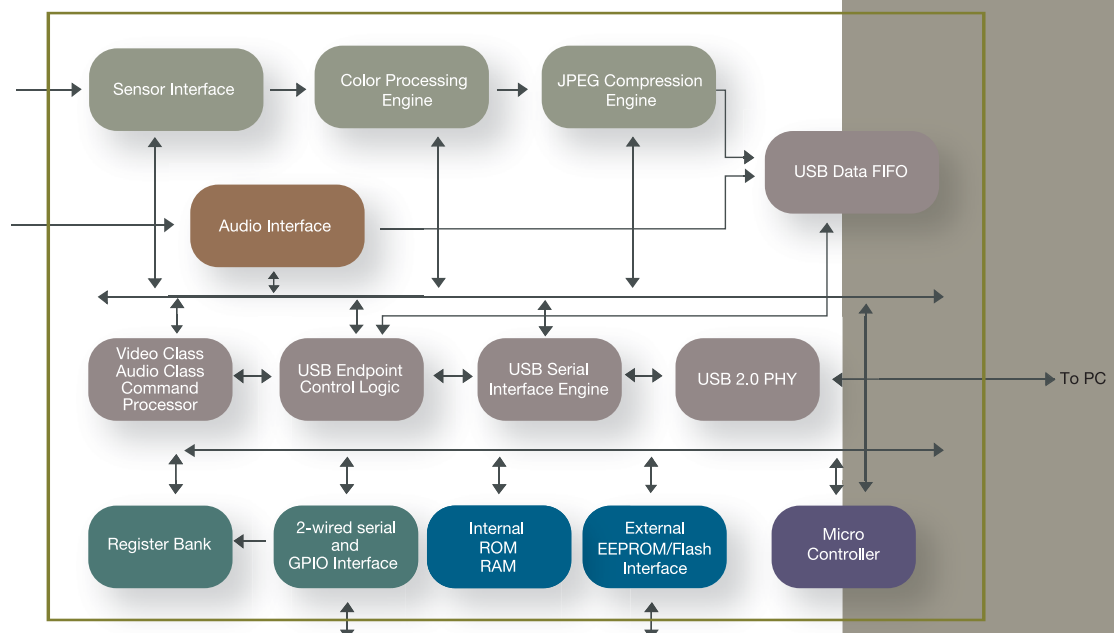 Sensor Interface
Color Processing
Engine
JPEG Compression
Engine
USB Data FIFO
Audio Interface
Video Class
Audio Class
Command
Processor
USB Endpoint
Control Logic
USB Serial
Interface Engine
USB 2.0 PHY
To PC
Register Bank
2-wired serial
and
GPIO Interface
Internal
ROM
RAM
External
EEPROM/Flash
Interface
Micro
Controller